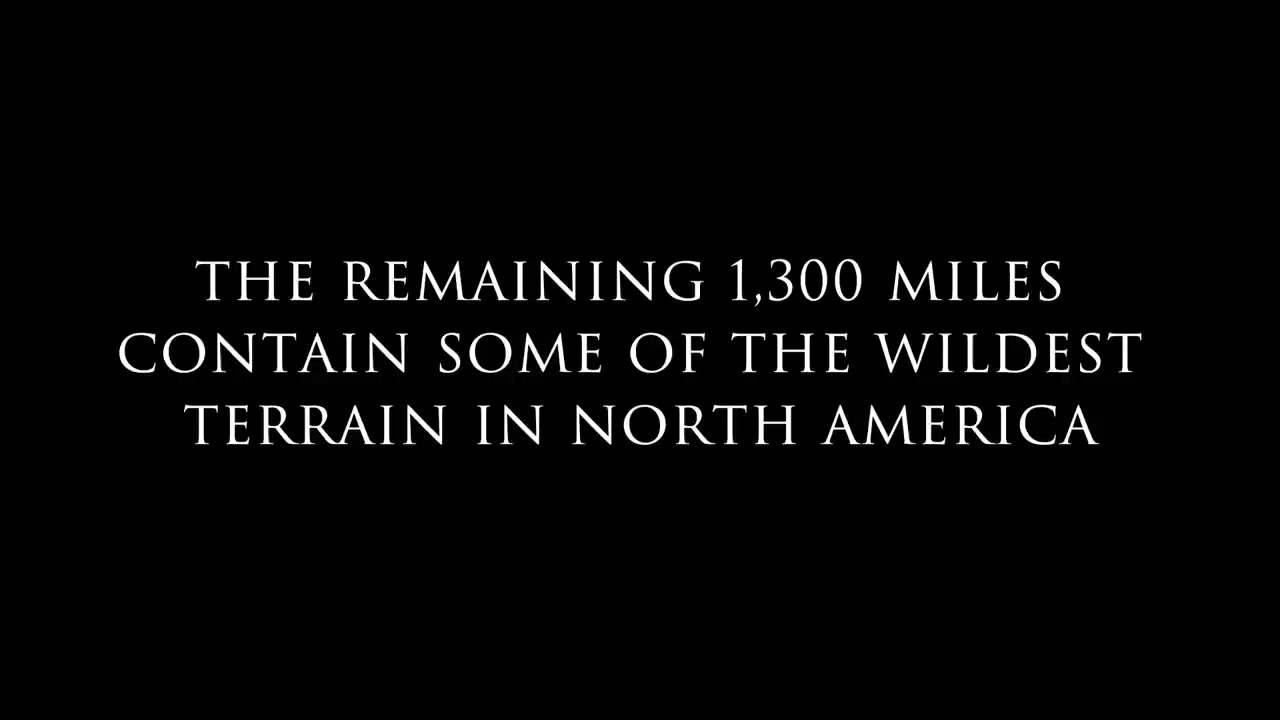 THE REMAINING 1,300 MILES
CONTAIN SOME OF THE WILDEST
TERRAIN IN NORTH AMERICA